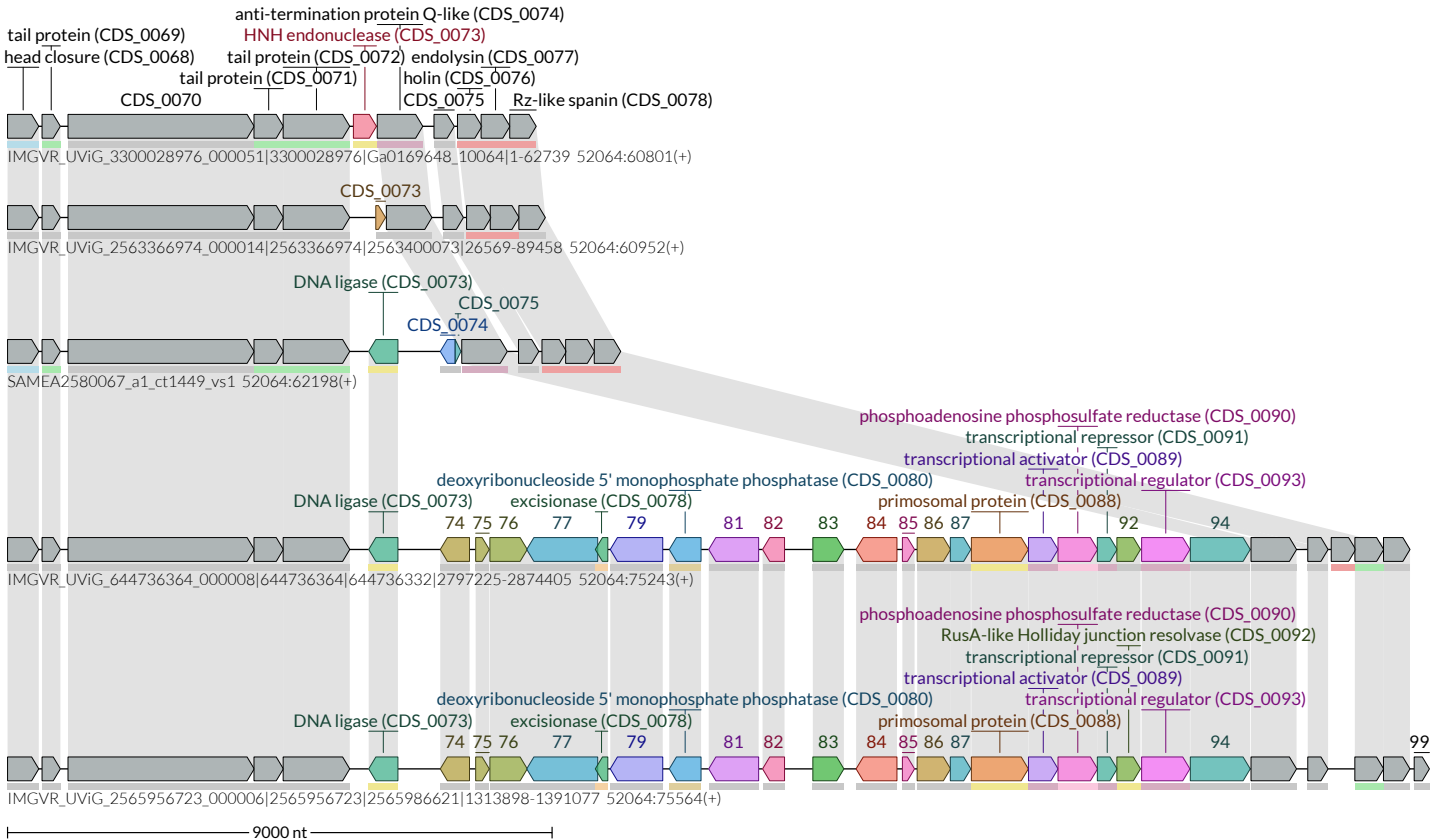 anti-termination protein Q-like (CDS_0074)
tail protein (CDS_0069) HNH endonuclease (CDS_0073)
head closure (CDS_0068) tail protein (CDS_0072) endolysin (CDS_0077)
tail protein (CDS_0071) holin (CDS_0076)
CDS_0070 CDS_0075 Rz-like spanin (CDS_0078)
IMGVR_UViG_3300028976_000051|3300028976|Ga0169648_10064|1-62739 52064:60801(+)
CDS_0073
IMGVR_UViG_2563366974_000014|2563366974|2563400073|26569-89458 52064:60952(+)
DNA ligase (CDS_0073)
CDS_0075
CDS_0074
SAMEA2580067_a1_ct1449_vs1 52064:62198(+)
phosphoadenosine phosphosulfate reductase (CDS_0090)
transcriptional repressor (CDS_0091)
transcriptional activator (CDS_0089)
deoxyribonucleoside 5' monophosphate phosphatase (CDS_0080) transcriptional regulator (CDS_0093)
DNA ligase (CDS_0073) excisionase (CDS_0078) primosomal protein (CDS_0088)
74 75 76 77 79 81 82 83 84 85 86 87 92 94
IMGVR_UViG_644736364_000008|644736364|644736332|2797225-2874405 52064:75243(+)
phosphoadenosine phosphosulfate reductase (CDS_0090)
RusA-like Holliday junction resolvase (CDS_0092)
transcriptional repressor (CDS_0091)
transcriptional activator (CDS_0089)
deoxyribonucleoside 5' monophosphate phosphatase (CDS_0080) transcriptional regulator (CDS_0093)
DNA ligase (CDS_0073) excisionase (CDS_0078) primosomal protein (CDS_0088)
74 75 76 77 79 81 82 83 84 85 86 87 94 99
IMGVR_UViG_2565956723_000006|2565956723|2565986621|1313898-1391077 52064:75564(+)
9000 nt